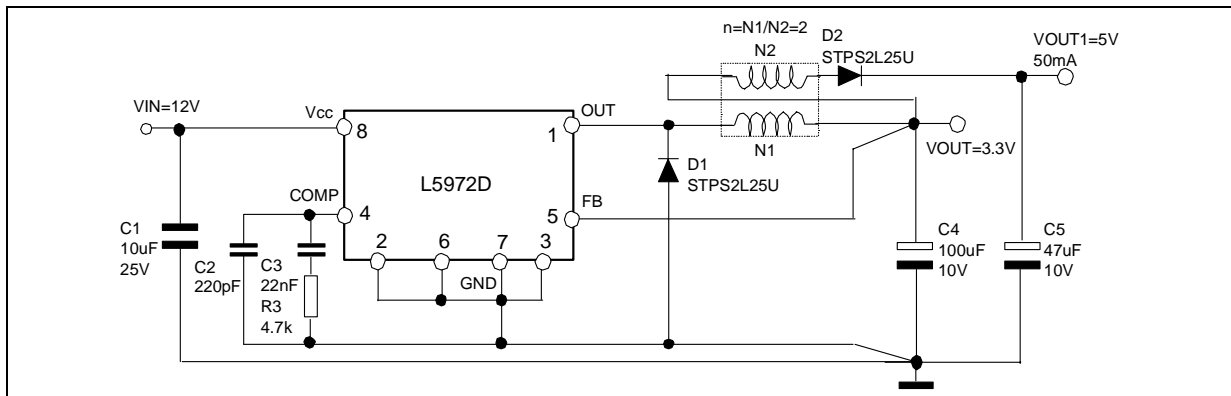 n=N1/N2=2
D2
STPS2L25U
VOUT1=5V
50mA
N2
VIN=12V
Vcc
8
OUT
1
N1
VOUT=3.3V
D1
STPS2L25U
L5972D
COMP
4
FB
5
C1
10uF
25V
C2
220pF
C3
22nF
R3
4.7k
2
6
7
3
GND
C4
100uF
10V
C5
47uF
10V